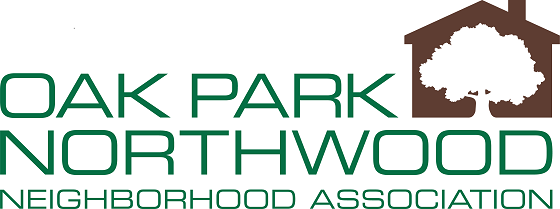 OAK PARK
NORTHWOOD
NEIGHBORHOOD ASSOCIATION